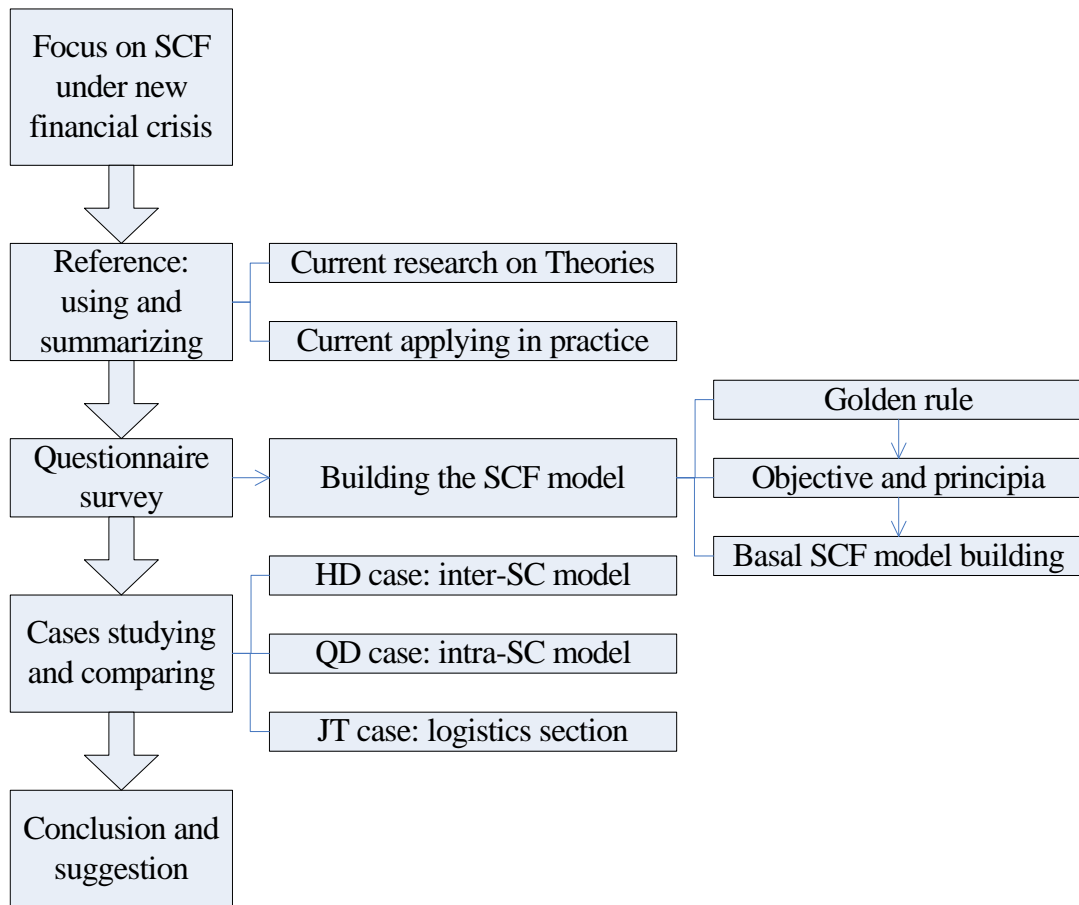 Focus on SCF
under new
financial crisis
Reference:
using and
summarizing
Current research on Theories
Current applying in practice
Questionnaire
survey
Building the SCF model
Golden rule
Objective and principia
Basal SCF model building
Cases studying
and comparing
HD case: inter-SC model
QD case: intra-SC model
JT case: logistics section
Conclusion and
suggestion